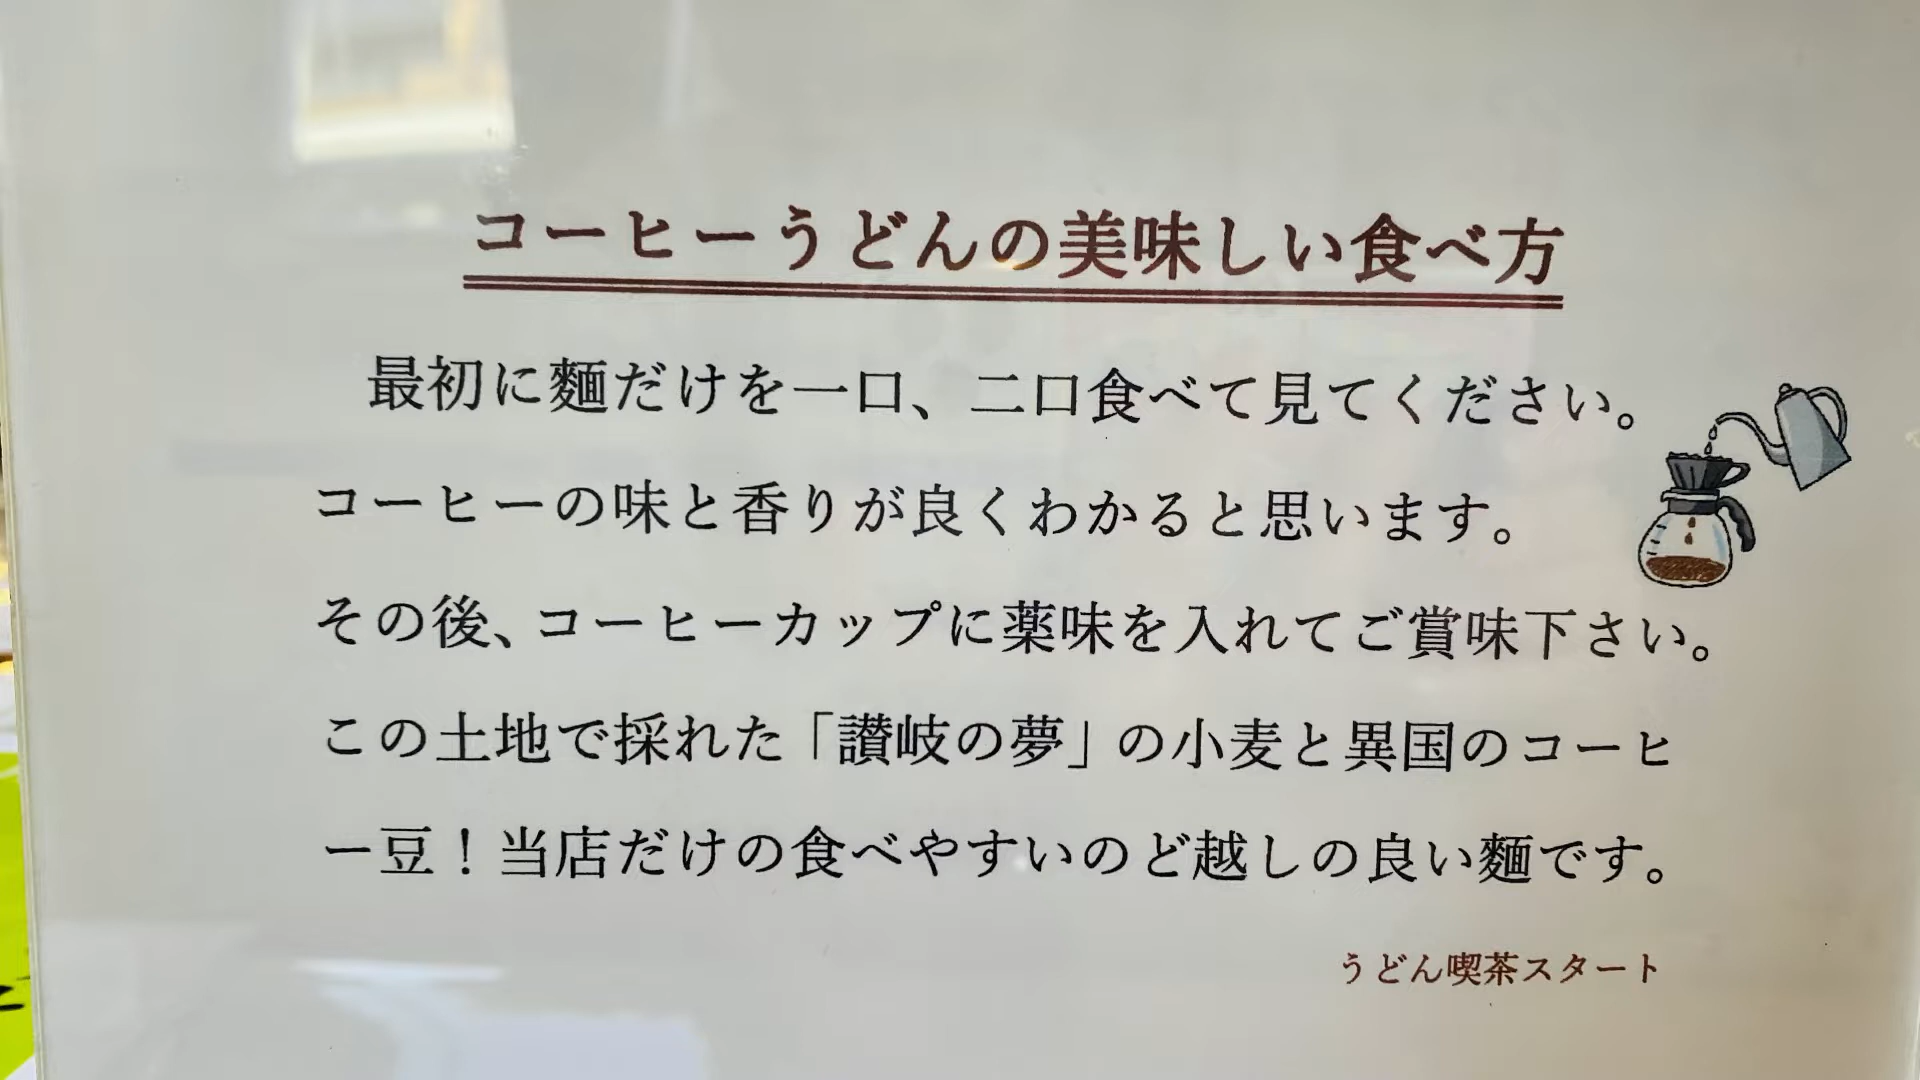 コーヒーうどんの美味しい食べ方
最初に麵だけを一口、二口食べて見てください。
コーヒーの味と香りが良くわかると思います。
その後、コーヒーカップに薬味を入れてご賞味下さい。
この土地で採れた「讃岐の夢」の小麦と異国のコーヒ
ー豆！当店だけの食べやすいのど越しの良い麵です。
うどん喫茶スタート